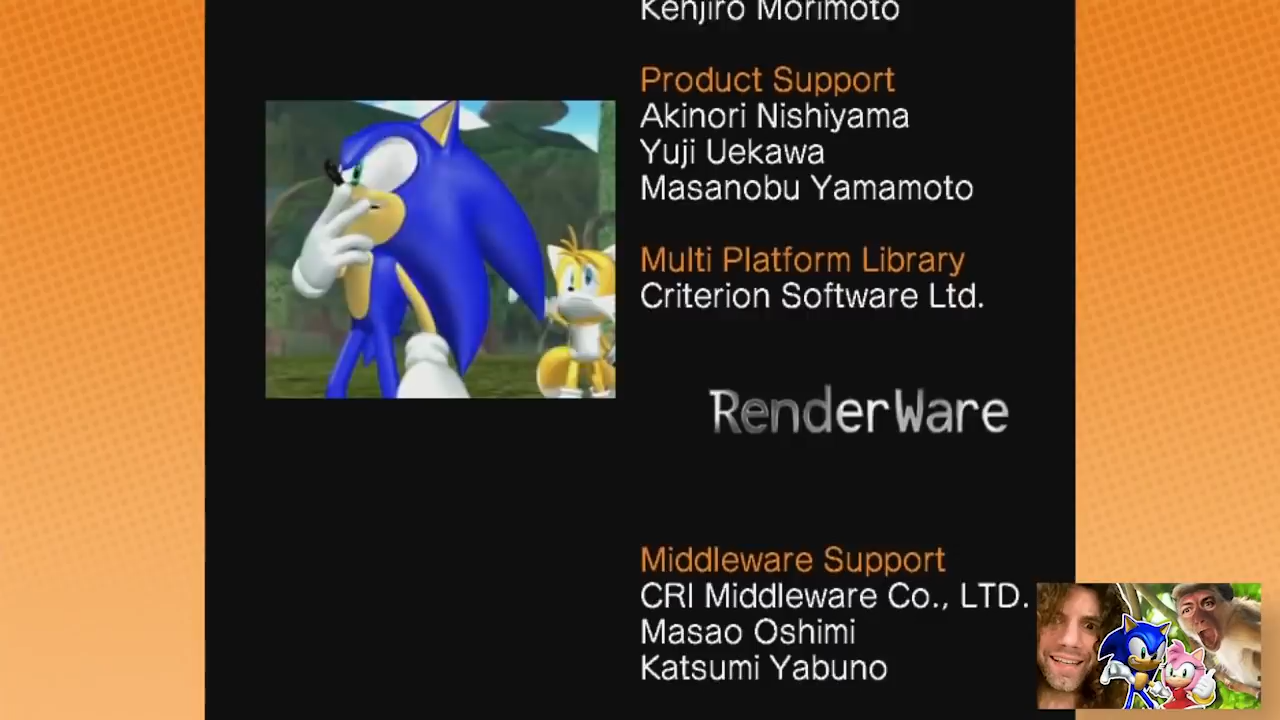 Kenjiro Morimoto
Product Support
Akinori Nishiyama
Yuji Uekawa
Masanobu Yamamoto
Multi Platform Library
Criterion Software Ltd.
RenderWare
Middleware Support
CRI Middleware Co., LTD.
Masao Oshimi
Katsumi Yabuno